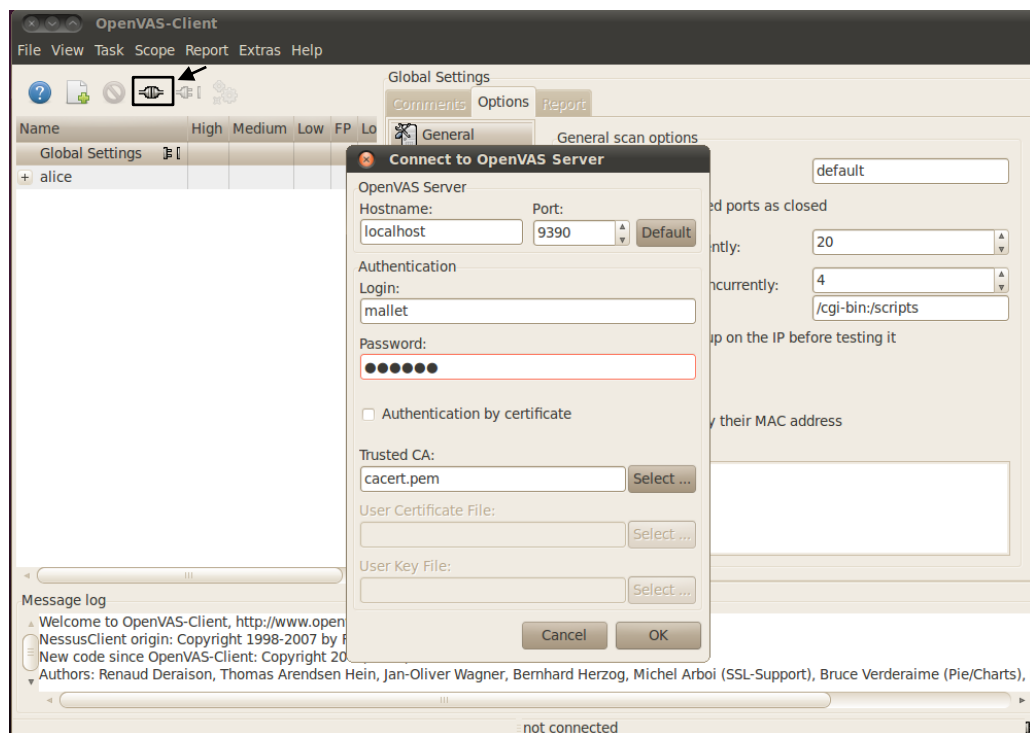 OpenVAS-Client
File View Task Scope Report Extras Help
Global Settings
Comments Options Report
Name High Medium Low FP Lo
General
General scan options
Global Settings
alice
default
ed ports as closed
ntly:
20
ncurrently:
4
/cgi-bin:/scripts
up on the IP before testing it
y their MAC address
Connect to OpenVAS Server
OpenVAS Server
Hostname: Port:
localhost 9390 Default
Authentication
Login:
mallet
Password:
●●●●●●
Authentication by certificate
Trusted CA:
cacert.pem Select ...
User Certificate File:
Select ...
User Key File:
Select ...
Cancel OK
Message log
Welcome to OpenVAS-Client, http://www.open
NessusClient origin: Copyright 1998-2007 by
New code since OpenVAS-Client: Copyright 20
Authors: Renaud Deraison, Thomas Arendsen Hein, Jan-Oliver Wagner, Bernhard Herzog, Michel Arboi (SSL-Support), Bruce Verderaime (Pie/Charts),
not connected